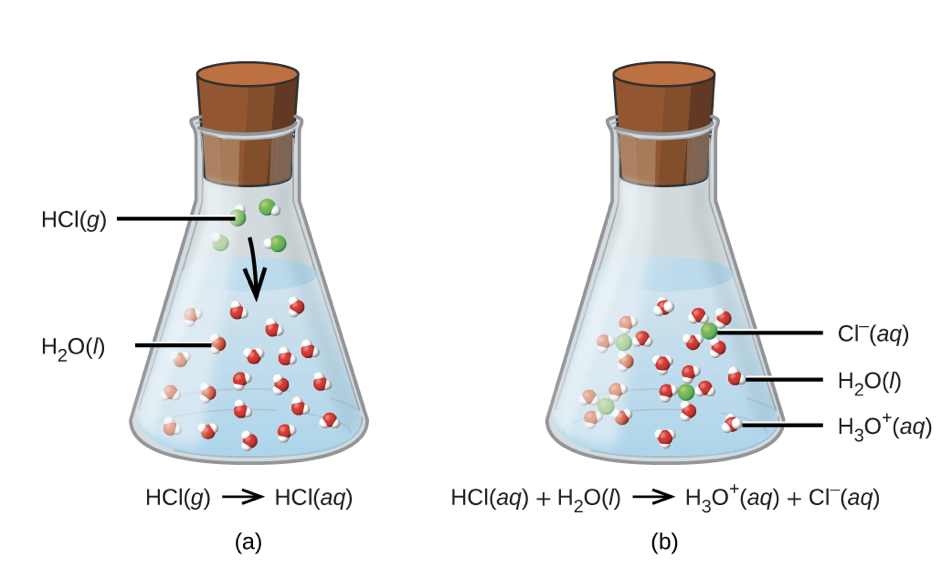 HCl(g)
H₂O(l)
HCl(g) → HCl(aq)
(a)
Cl⁻(aq)
H₂O(l)
H₃O⁺(aq)
HCl(aq) + H₂O(l) → H₃O⁺(aq) + Cl⁻(aq)
(b)